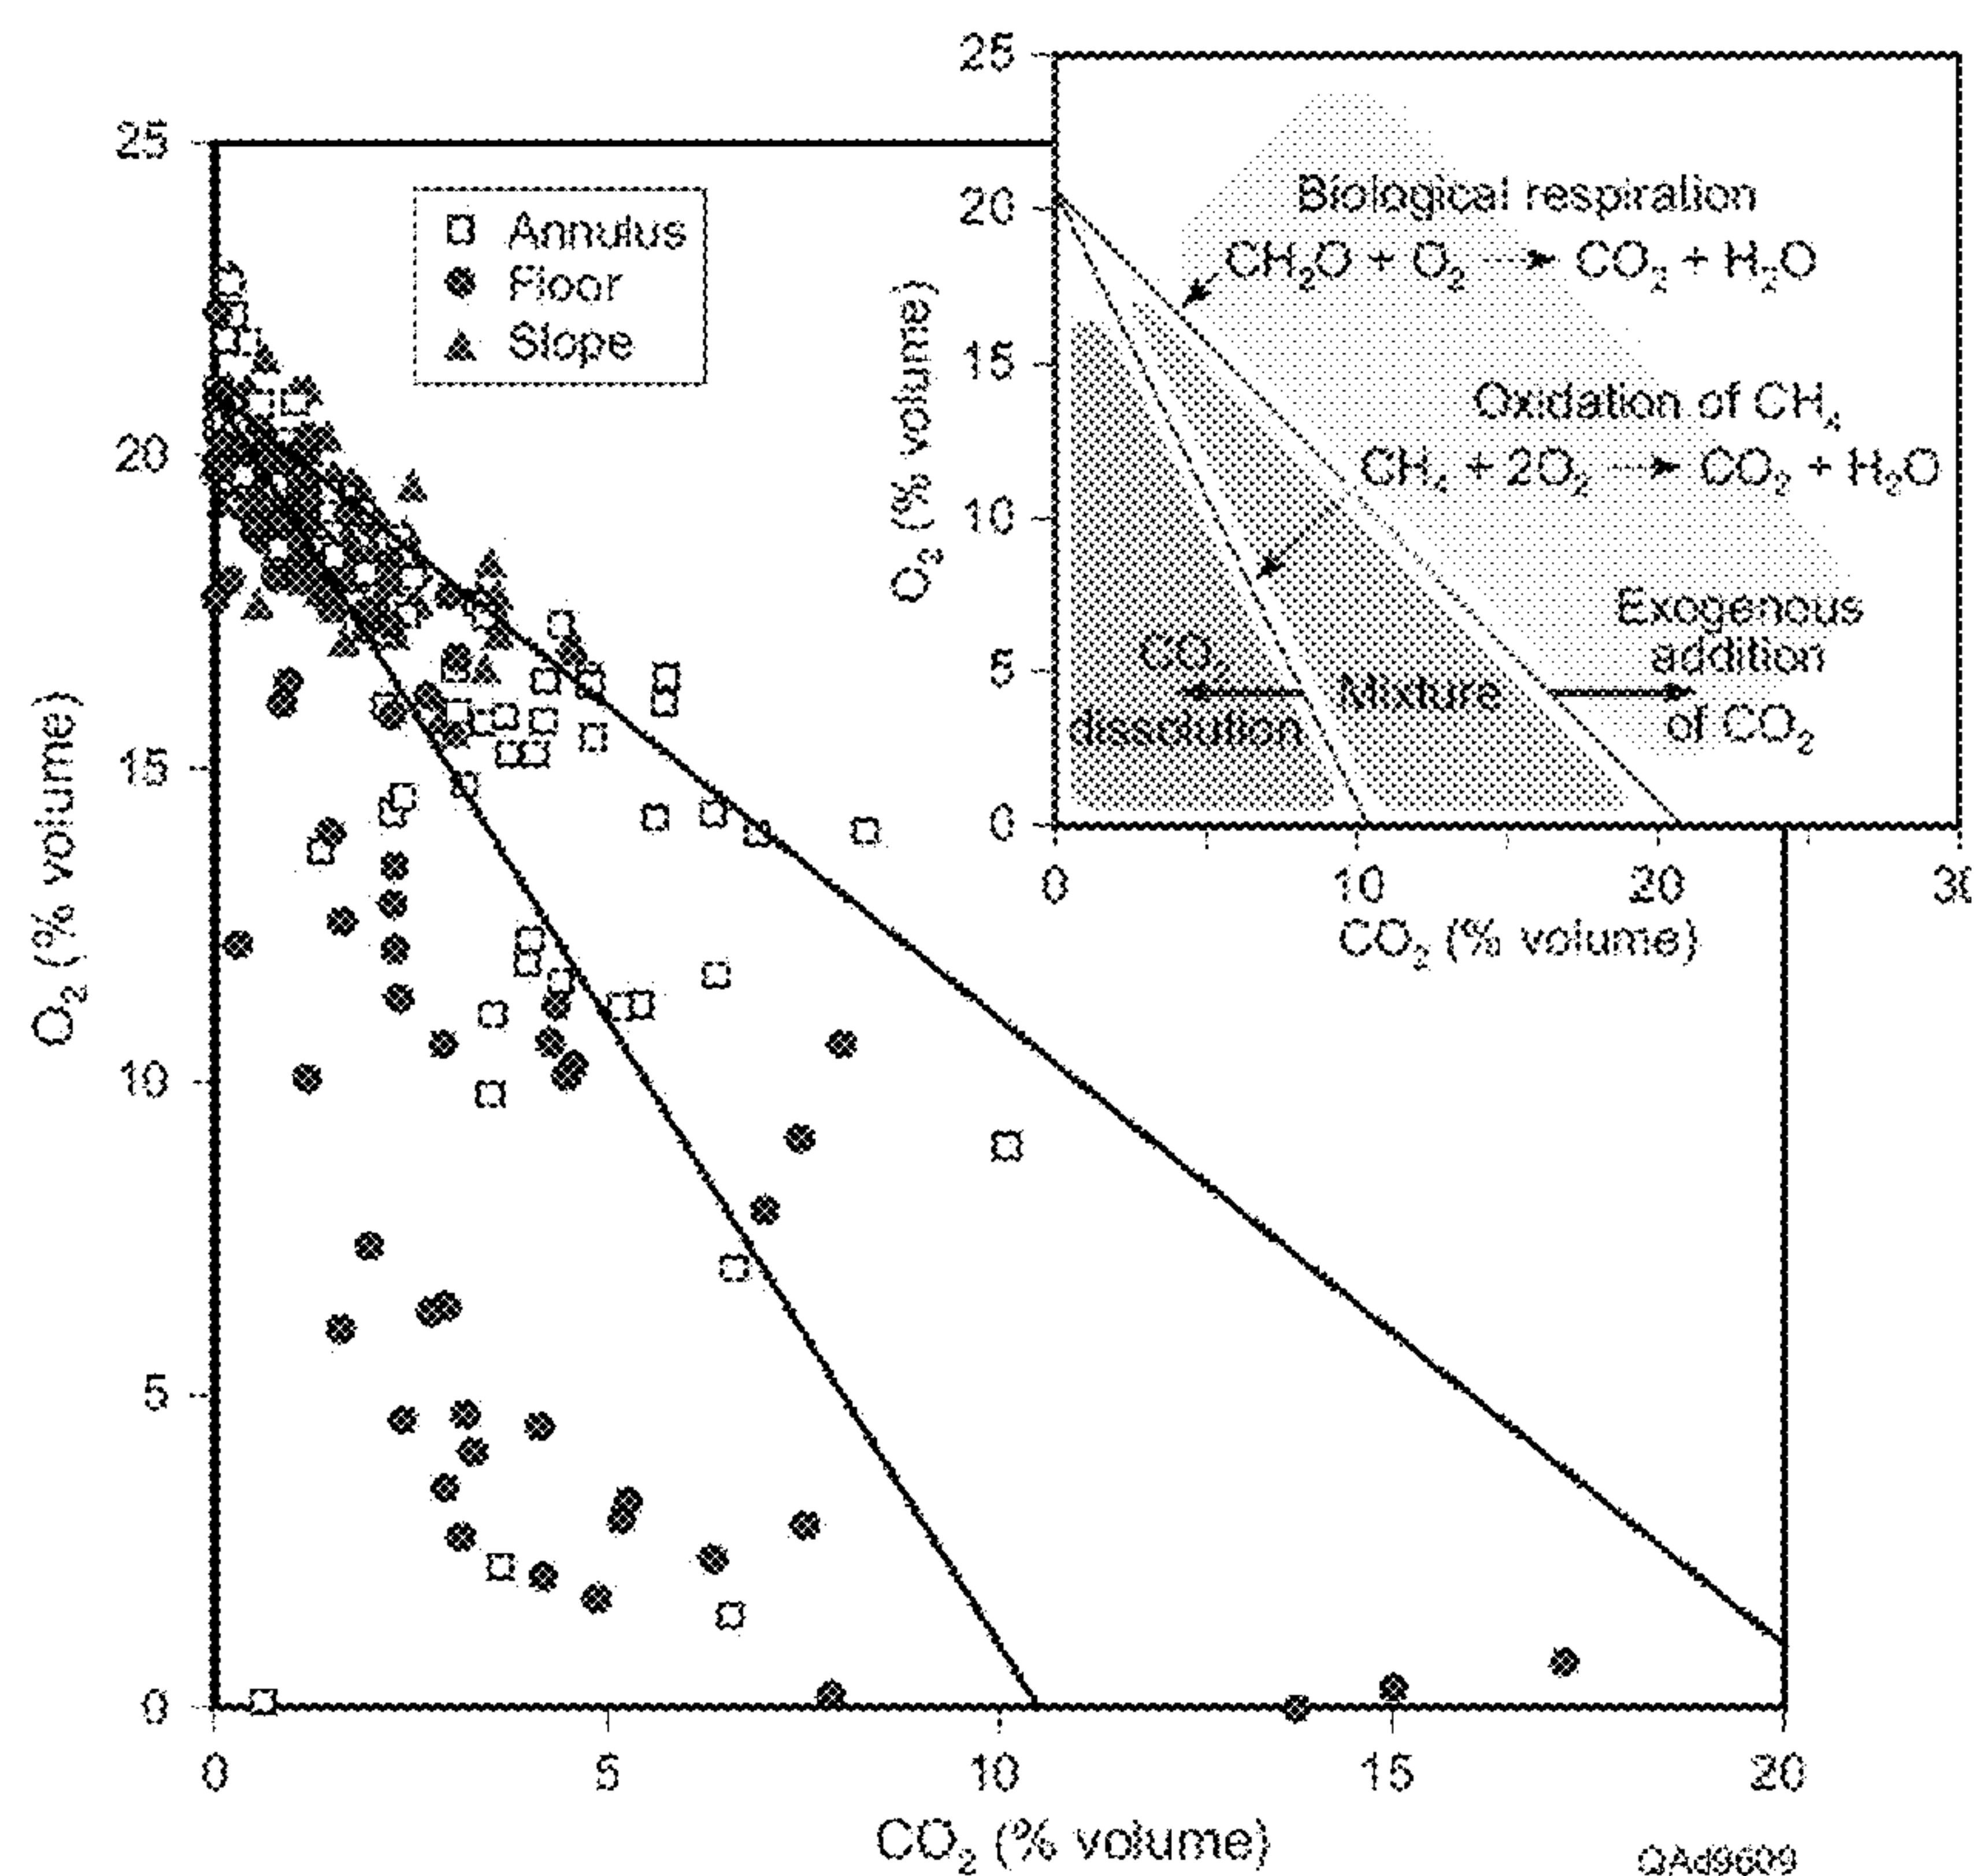 25
20
15
10
5
0
O₂ (% volume)
Annulus
Floor
Slope
0
5
10
15
20
CO₂ (% volume)
25
20
15
10
5
0
O₂ (% volume)
Biological respiration
CH₂O + O₂ → CO₂ + H₂O
Oxidation of CH₄
CH₄ + 2O₂ → CO₂ + H₂O
Exogenous
addition
of CO₂
CO₂
dissolution
Mixture
0
10
20
30
CO₂ (% volume)
QAd9609